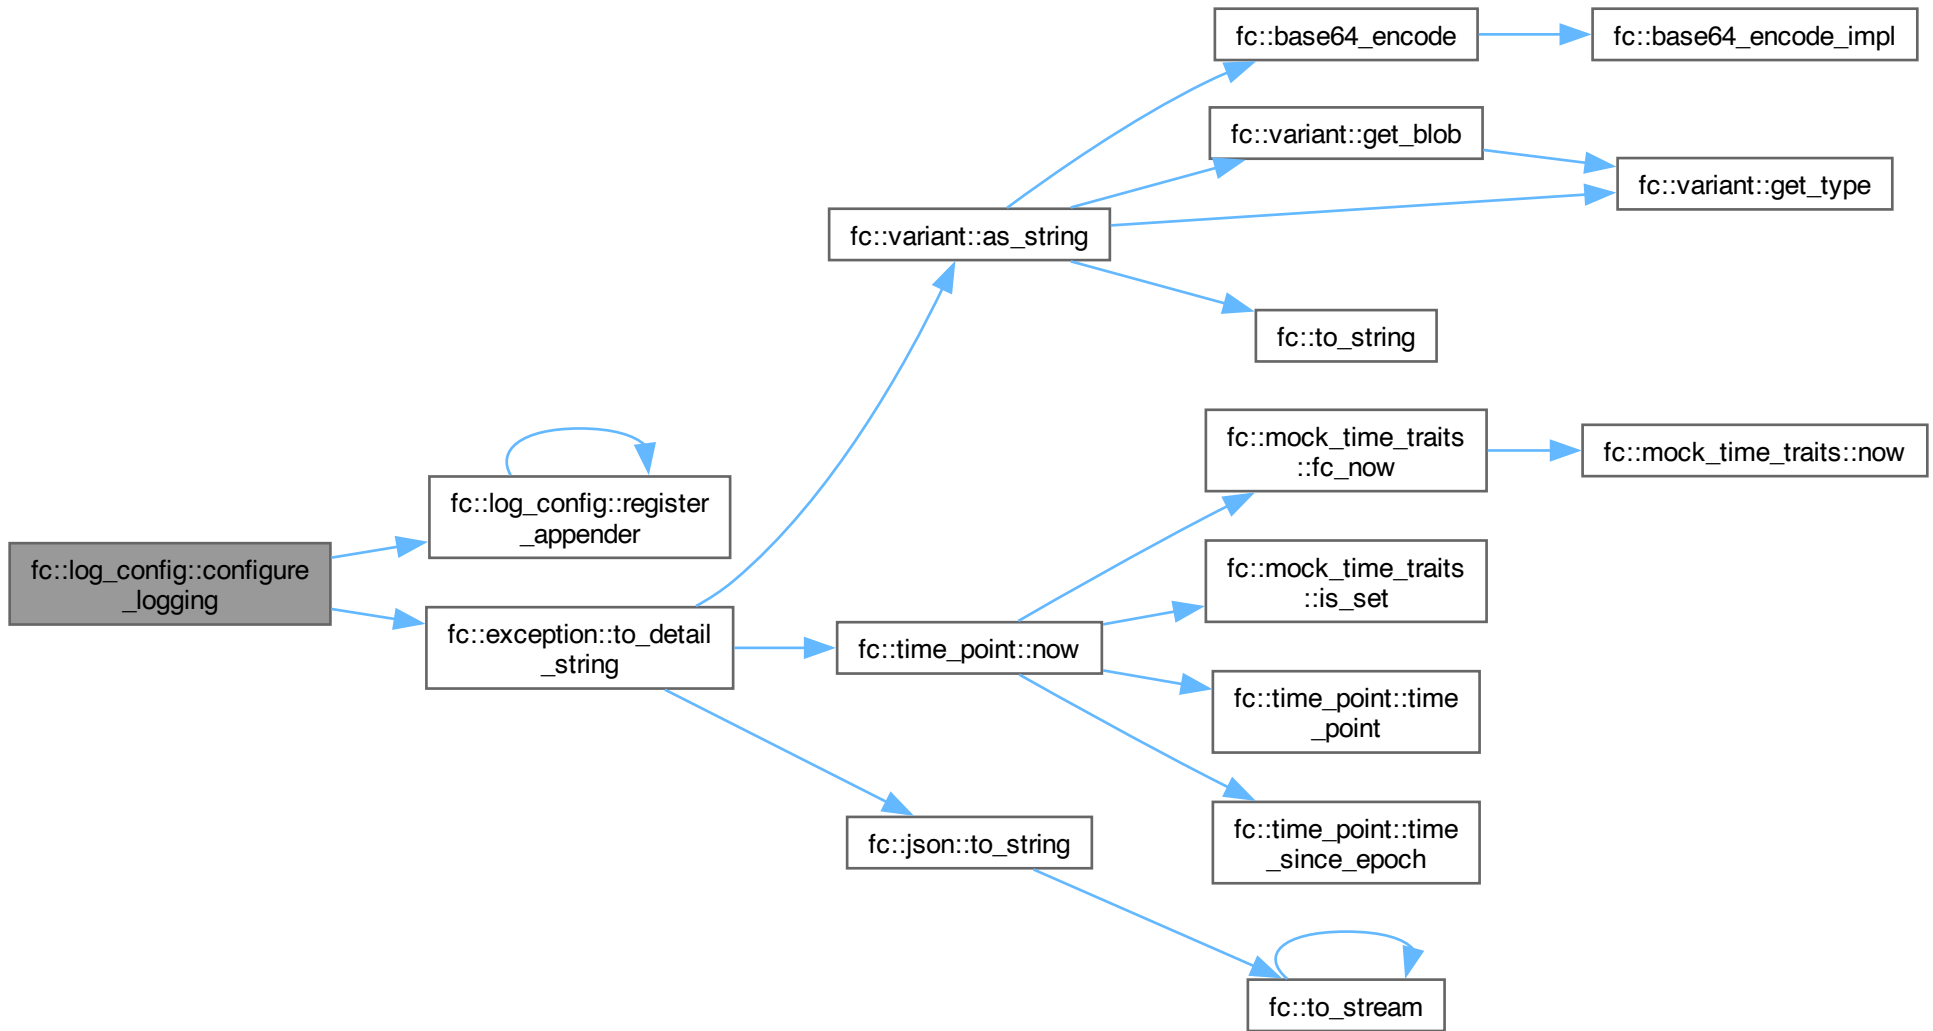 fc::base64_encode
fc::base64_encode_impl
fc::variant::get_blob
fc::variant::get_type
fc::variant::as_string
fc::to_string
fc::mock_time_traits
::fc_now
fc::mock_time_traits::now
fc::log_config::register
_appender
fc::log_config::configure
_logging
fc::mock_time_traits
::is_set
fc::exception::to_detail
_string
fc::time_point::now
fc::time_point::time
_point
fc::json::to_string
fc::time_point::time
_since_epoch
fc::to_stream